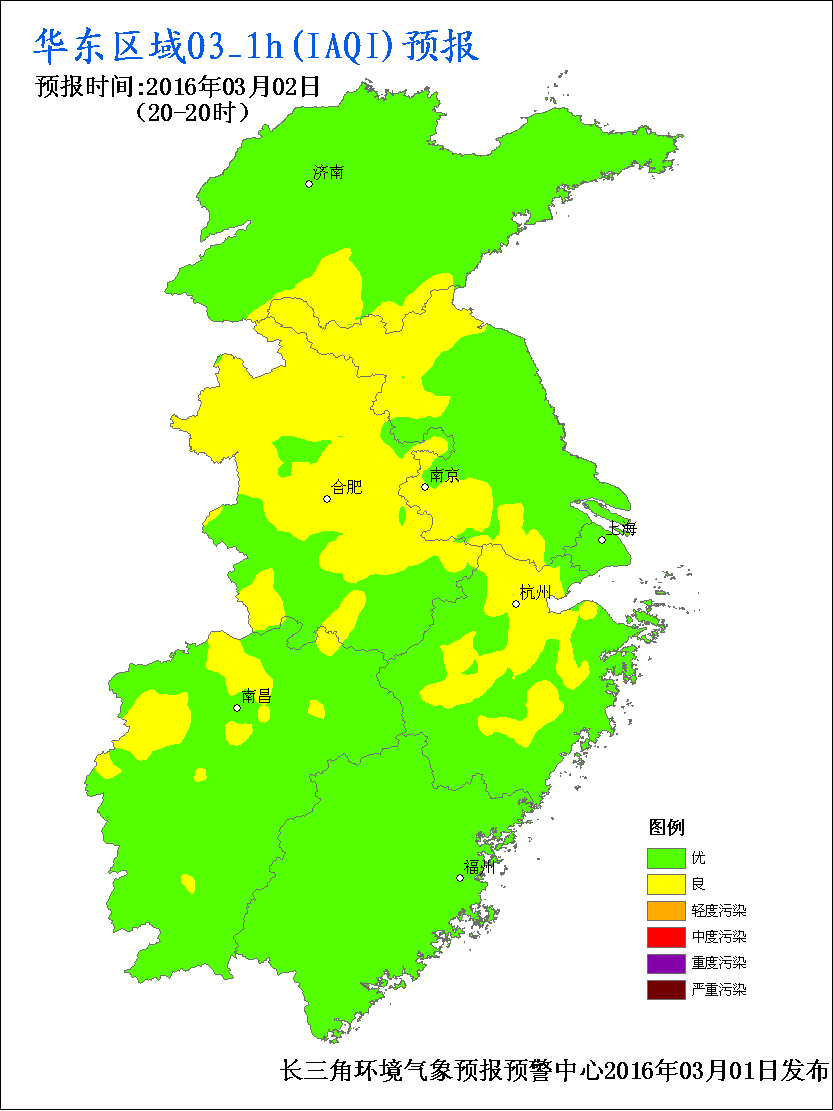 华东区域O3_1h(IAQI)预报
预报时间:2016年03月02日
(20-20时)
济南
合肥
南京
上海
杭州
南昌
福州
图例
优
良
轻度污染
中度污染
重度污染
严重污染
长三角环境气象预报预警中心2016年03月01日发布